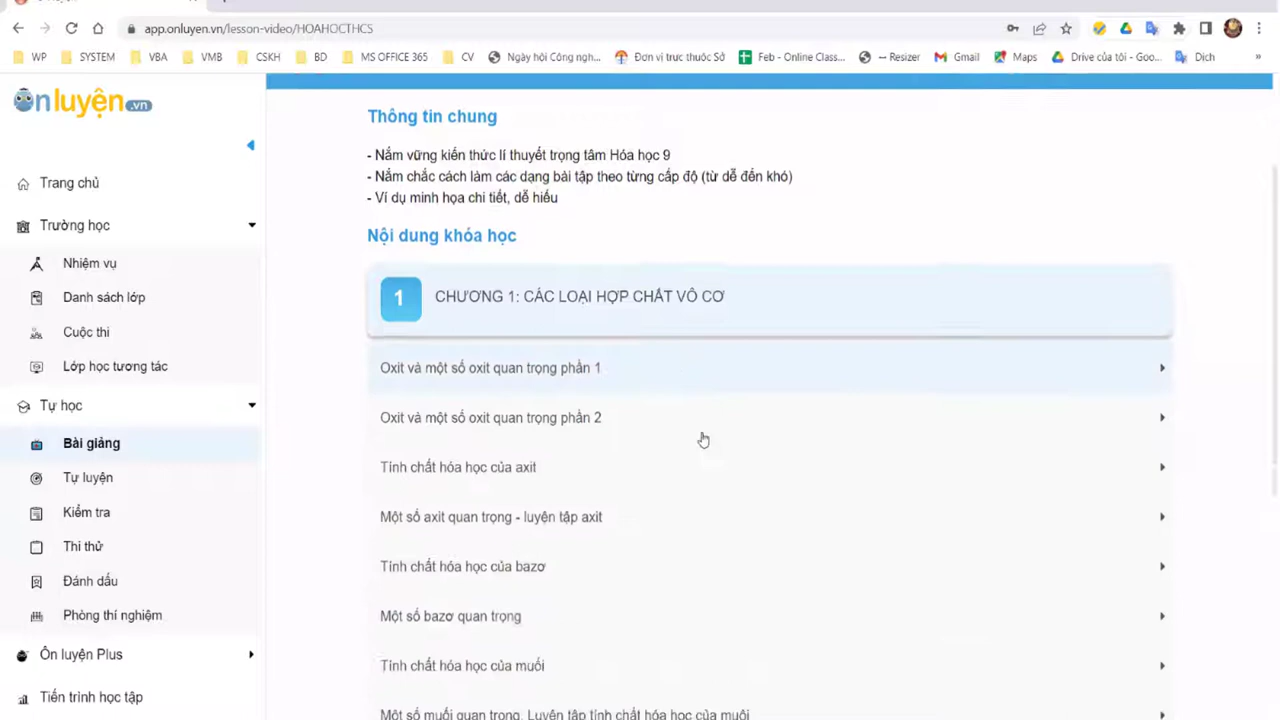 app.onluyen.vn/lesson-video/HOAHOCTHCS
WP SYSTEM VBA VMB CSKH BD MS OFFICE 365 CV Ngày hội Công ngh... Đơn vị trực thuộc Sở Feb - Online Class... -- Resizer Gmail Maps Drive của tôi - Goo... Dịch »
ôn luyện .vn
Trang chủ
Trường học
Nhiệm vụ
Danh sách lớp
Cuộc thi
Lớp học tương tác
Tự học
Bài giảng
Tự luyện
Kiểm tra
Thi thử
Đánh dấu
Phòng thí nghiệm
Ôn luyện Plus
Tiến trình học tập
Thông tin chung
- Nắm vững kiến thức lí thuyết trọng tâm Hóa học 9
- Nắm chắc cách làm các dạng bài tập theo từng cấp độ (từ dễ đến khó)
- Ví dụ minh họa chi tiết, dễ hiểu
Nội dung khóa học
1 CHƯƠNG 1: CÁC LOẠI HỢP CHẤT VÔ CƠ
Oxit và một số oxit quan trọng phần 1
Oxit và một số oxit quan trọng phần 2
Tính chất hóa học của axit
Một số axit quan trọng - luyện tập axit
Tính chất hóa học của bazơ
Một số bazơ quan trọng
Tính chất hóa học của muối
Một số muối quan trọng. Luyện tập tính chất hóa học của muối